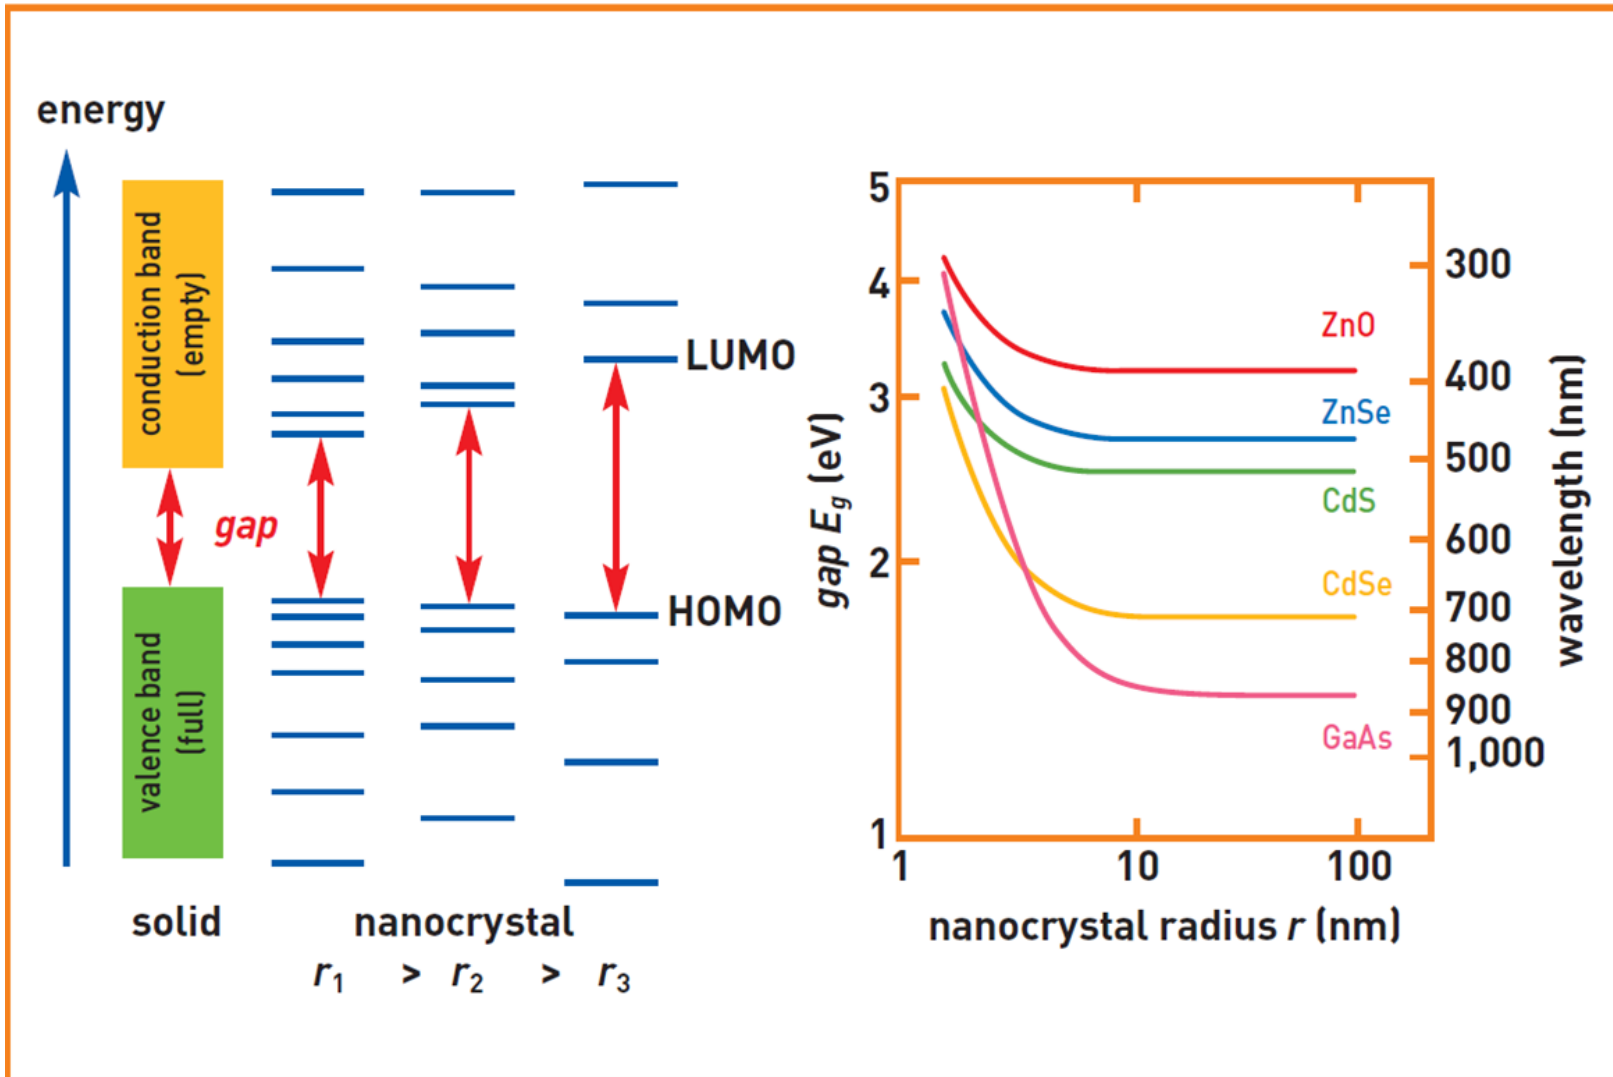 energy
conduction band
(empty)
valence band
(full)
gap
LUMO
HOMO
solid
nanocrystal
r1 > r2 > r3
gap Eg (eV)
5
4
3
2
1
1
10
100
nanocrystal radius r (nm)
ZnO
ZnSe
CdS
CdSe
GaAs
300
400
500
600
700
800
900
1,000
wavelength (nm)